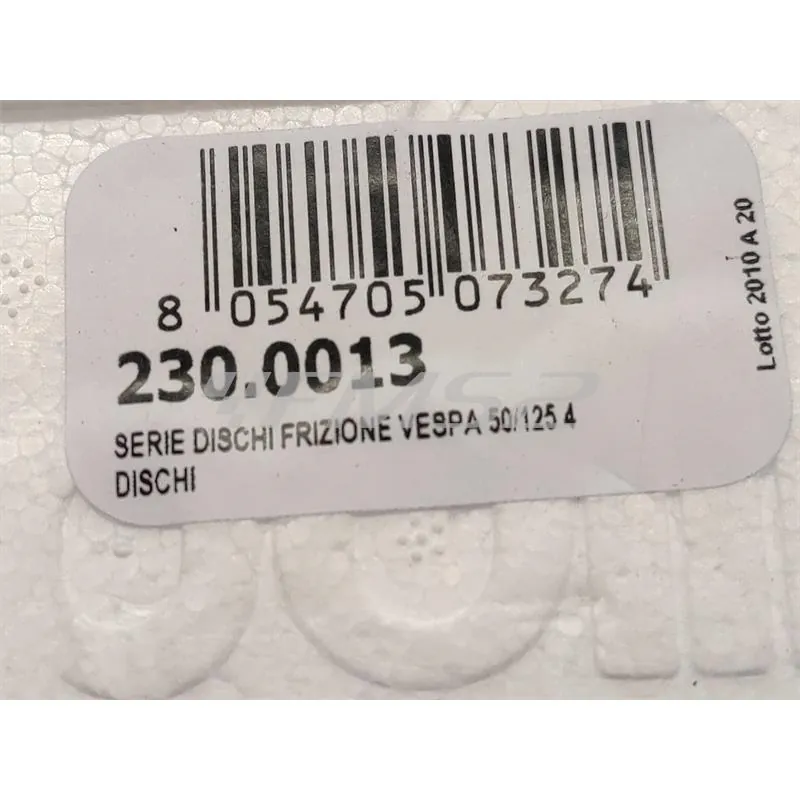 8 054705 073274
230.0013
SERIE DISCHI FRIZIONE VESPA 50/125 4
DISCHI
Lotto 2010 A 20